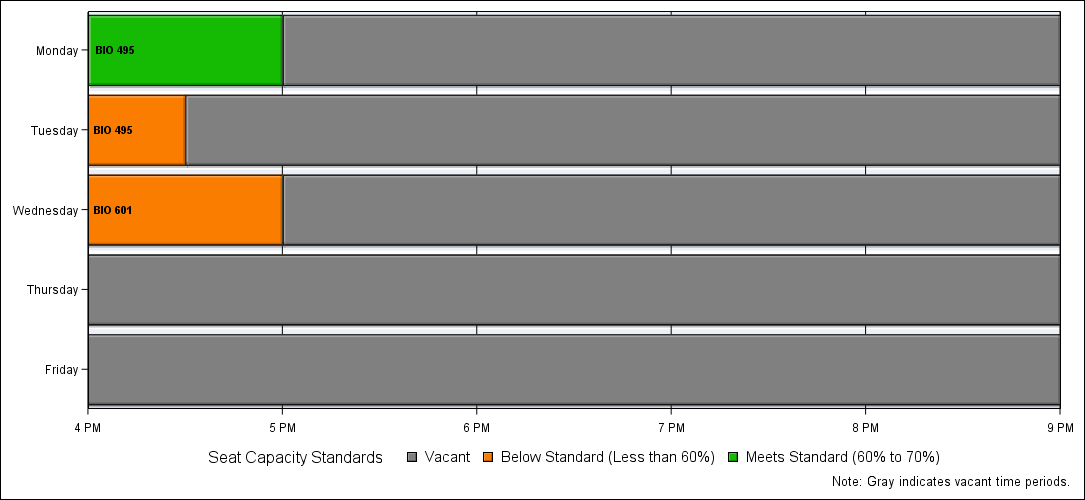 Monday
BIO 495
Tuesday
BIO 495
Wednesday
BIO 601
Thursday
Friday
4 PM 5 PM 6 PM 7 PM 8 PM 9 PM
Seat Capacity Standards Vacant Below Standard (Less than 60%) Meets Standard (60% to 70%)
Note: Gray indicates vacant time periods.